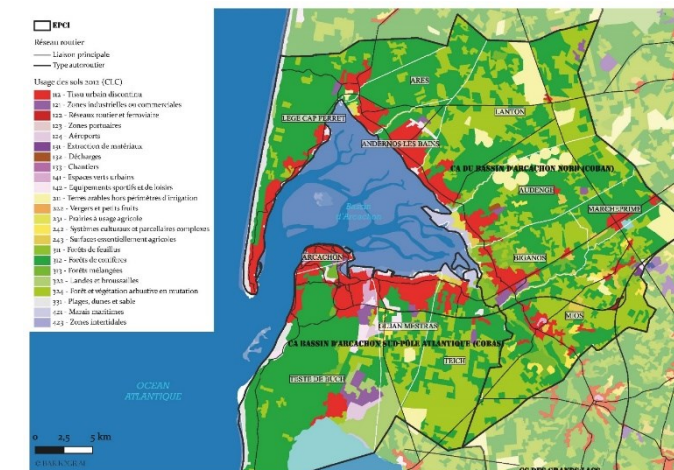 EPCI
Réseau routier
Liaison principale
Type autoroutier
Usage des sols 2012 (CLC)
112 - Tissu urbain discontinu
121 - Zones industrielles ou commerciales
122 - Réseaux routier et ferroviaire
123 - Zones portuaires
124 - Aéroports
131 - Extraction de matériaux
132 - Décharges
133 - Chantiers
141 - Espaces verts urbains
142 - Equipements sportifs et de loisirs
211 - Terres arables hors périmètres d'irrigation
222 - Vergers et petits fruits
231 - Prairies à usage agricole
242 - Systèmes culturaux et parcellaires complexes
243 - Surfaces essentiellement agricoles
311 - Forêts de feuillus
312 - Forêts de conifères
313 - Forêts mélangées
322 - Landes et broussailles
324 - Forêt et végétation arbustive en mutation
331 - Plages, dunes et sable
421 - Marais maritimes
423 - Zones intertidales
ARES
LEGE CAP FERRET
LANTON
ANDERNOS LES BAINS
CA DU BASSIN D'ARCACHON NORD (COBAN)
AUDENGE
MARCHEPRIME
Bassin
d'Arcachon
ARCACHON
BIGANOS
MIOS
GUJAN MESTRAS
CA BASSIN D'ARCACHON SUD-PÔLE ATLANTIQUE (COBAS)
TEICH
TESTE DE BUCH
OCEAN
ATLANTIQUE
0 2,5 5 km